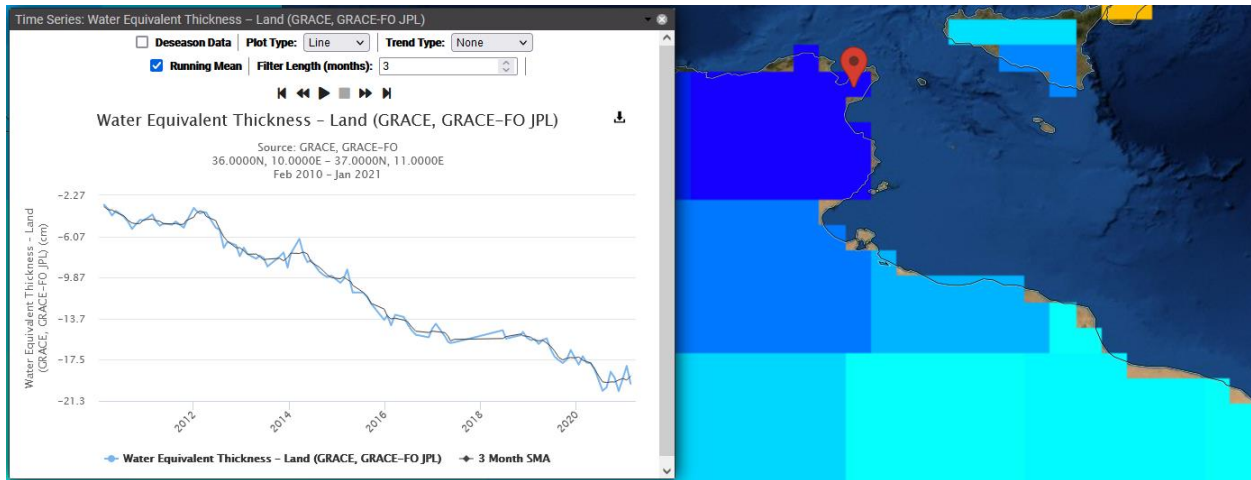 Time Series: Water Equivalent Thickness – Land (GRACE, GRACE-FO JPL)
Deseason Data Plot Type: Line Trend Type: None
Running Mean Filter Length (months): 3
Water Equivalent Thickness – Land (GRACE, GRACE–FO JPL)
Source: GRACE, GRACE–FO
36.0000N, 10.0000E – 37.0000N, 11.0000E
Feb 2010 – Jan 2021
Water Equivalent Thickness – Land
(GRACE, GRACE–FO JPL) (cm)
−2.27
−6.07
−9.87
−13.7
−17.5
−21.3
2012
2014
2016
2018
2020
Water Equivalent Thickness – Land (GRACE, GRACE–FO JPL) 3 Month SMA